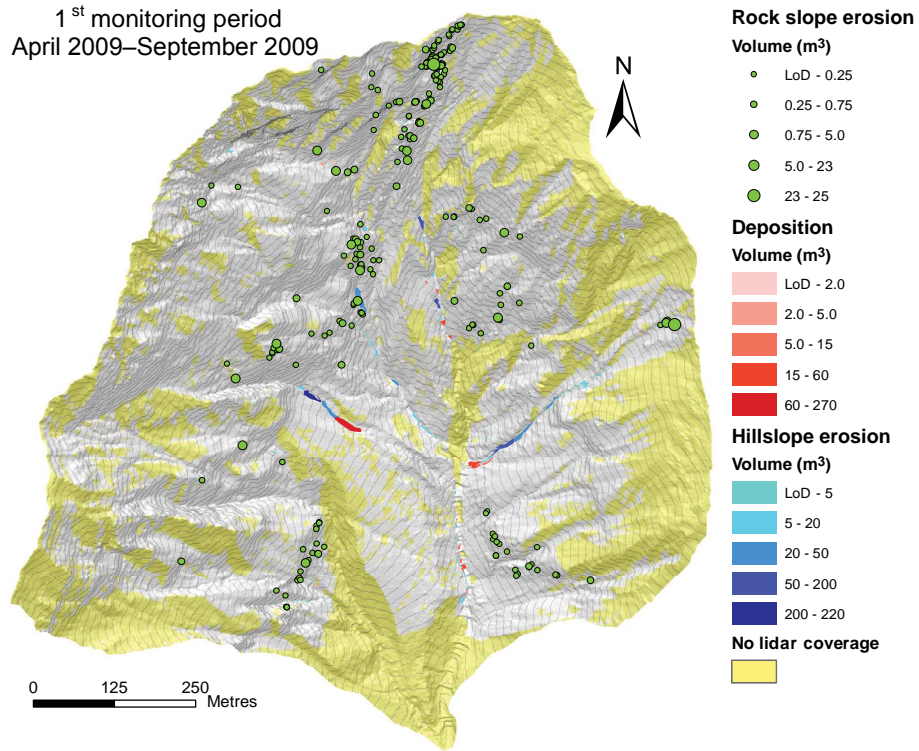 1 st monitoring period
April 2009–September 2009
N
0 125 250 Metres
Rock slope erosion
Volume (m³)
LoD - 0.25
0.25 - 0.75
0.75 - 5.0
5.0 - 23
23 - 25
Deposition
Volume (m³)
LoD - 2.0
2.0 - 5.0
5.0 - 15
15 - 60
60 - 270
Hillslope erosion
Volume (m³)
LoD - 5
5 - 20
20 - 50
50 - 200
200 - 220
No lidar coverage